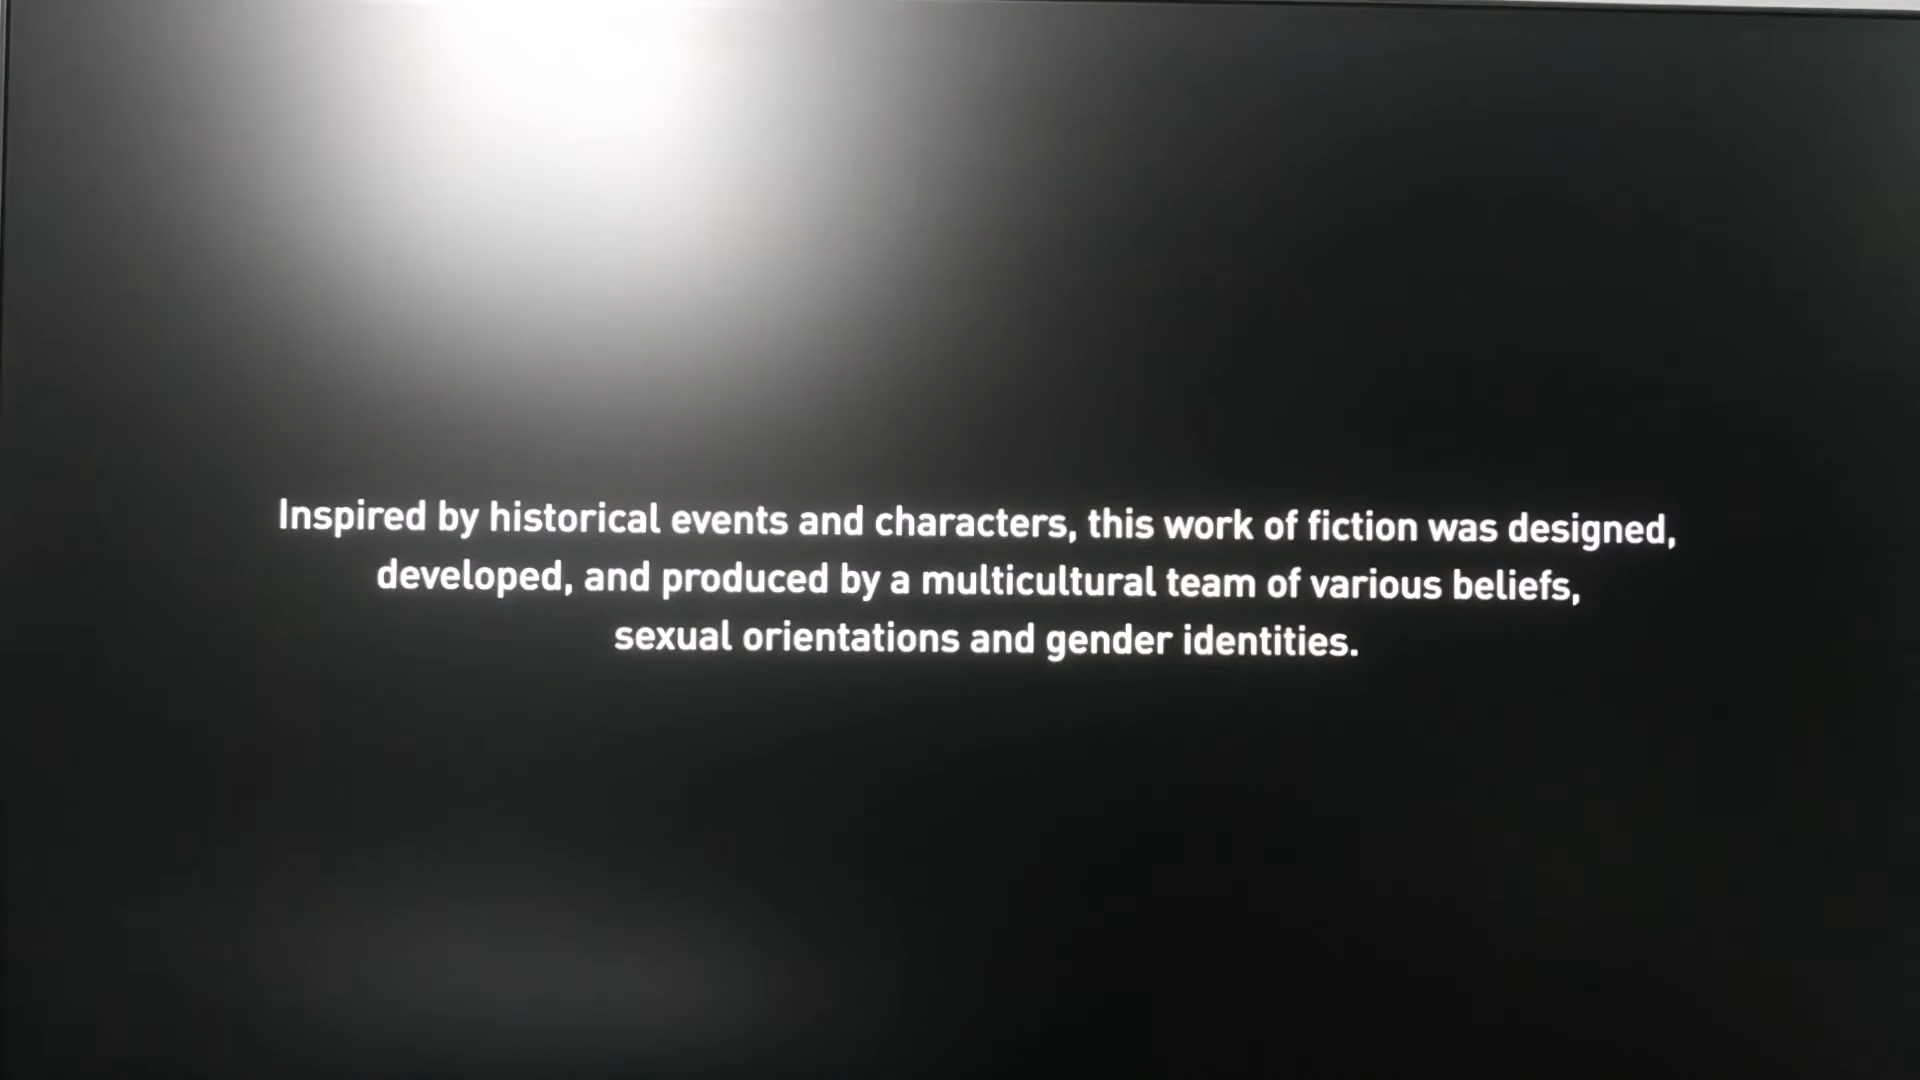 Inspired by historical events and characters, this work of fiction was designed,
developed, and produced by a multicultural team of various beliefs,
sexual orientations and gender identities.